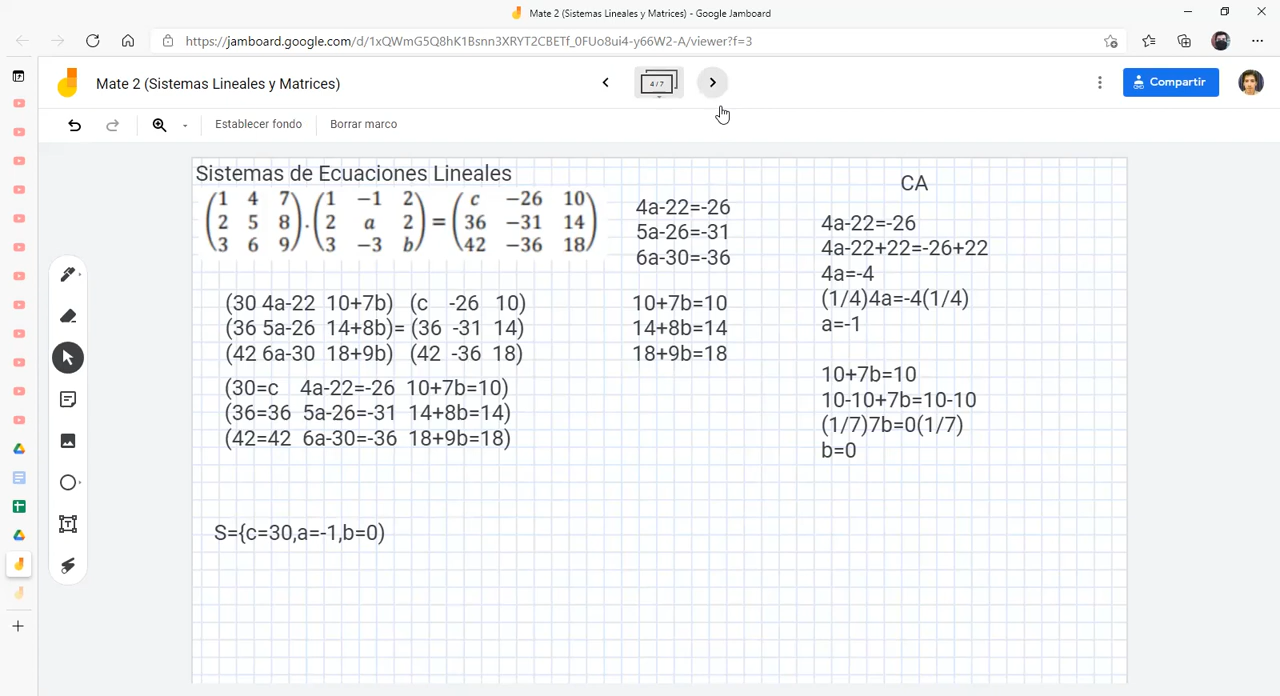 Mate 2 (Sistemas Lineales y Matrices) - Google Jamboard
https://jamboard.google.com/d/1xQWmG5Q8hK1Bsnn3XRYT2CBETf_0FUo8ui4-y66W2-A/viewer?f=3
Mate 2 (Sistemas Lineales y Matrices)
4 / 7
Compartir
Establecer fondo
Borrar marco
Sistemas de Ecuaciones Lineales
(1 4 7) (1 −1 2) (c −26 10)
(2 5 8) . (2 a 2) = (36 −31 14)
(3 6 9) (3 −3 b) (42 −36 18)
(30 4a-22 10+7b) (c -26 10)
(36 5a-26 14+8b)= (36 -31 14)
(42 6a-30 18+9b) (42 -36 18)
(30=c 4a-22=-26 10+7b=10)
(36=36 5a-26=-31 14+8b=14)
(42=42 6a-30=-36 18+9b=18)
S={c=30,a=-1,b=0)
4a-22=-26
5a-26=-31
6a-30=-36
10+7b=10
14+8b=14
18+9b=18
CA
4a-22=-26
4a-22+22=-26+22
4a=-4
(1/4)4a=-4(1/4)
a=-1
10+7b=10
10-10+7b=10-10
(1/7)7b=0(1/7)
b=0